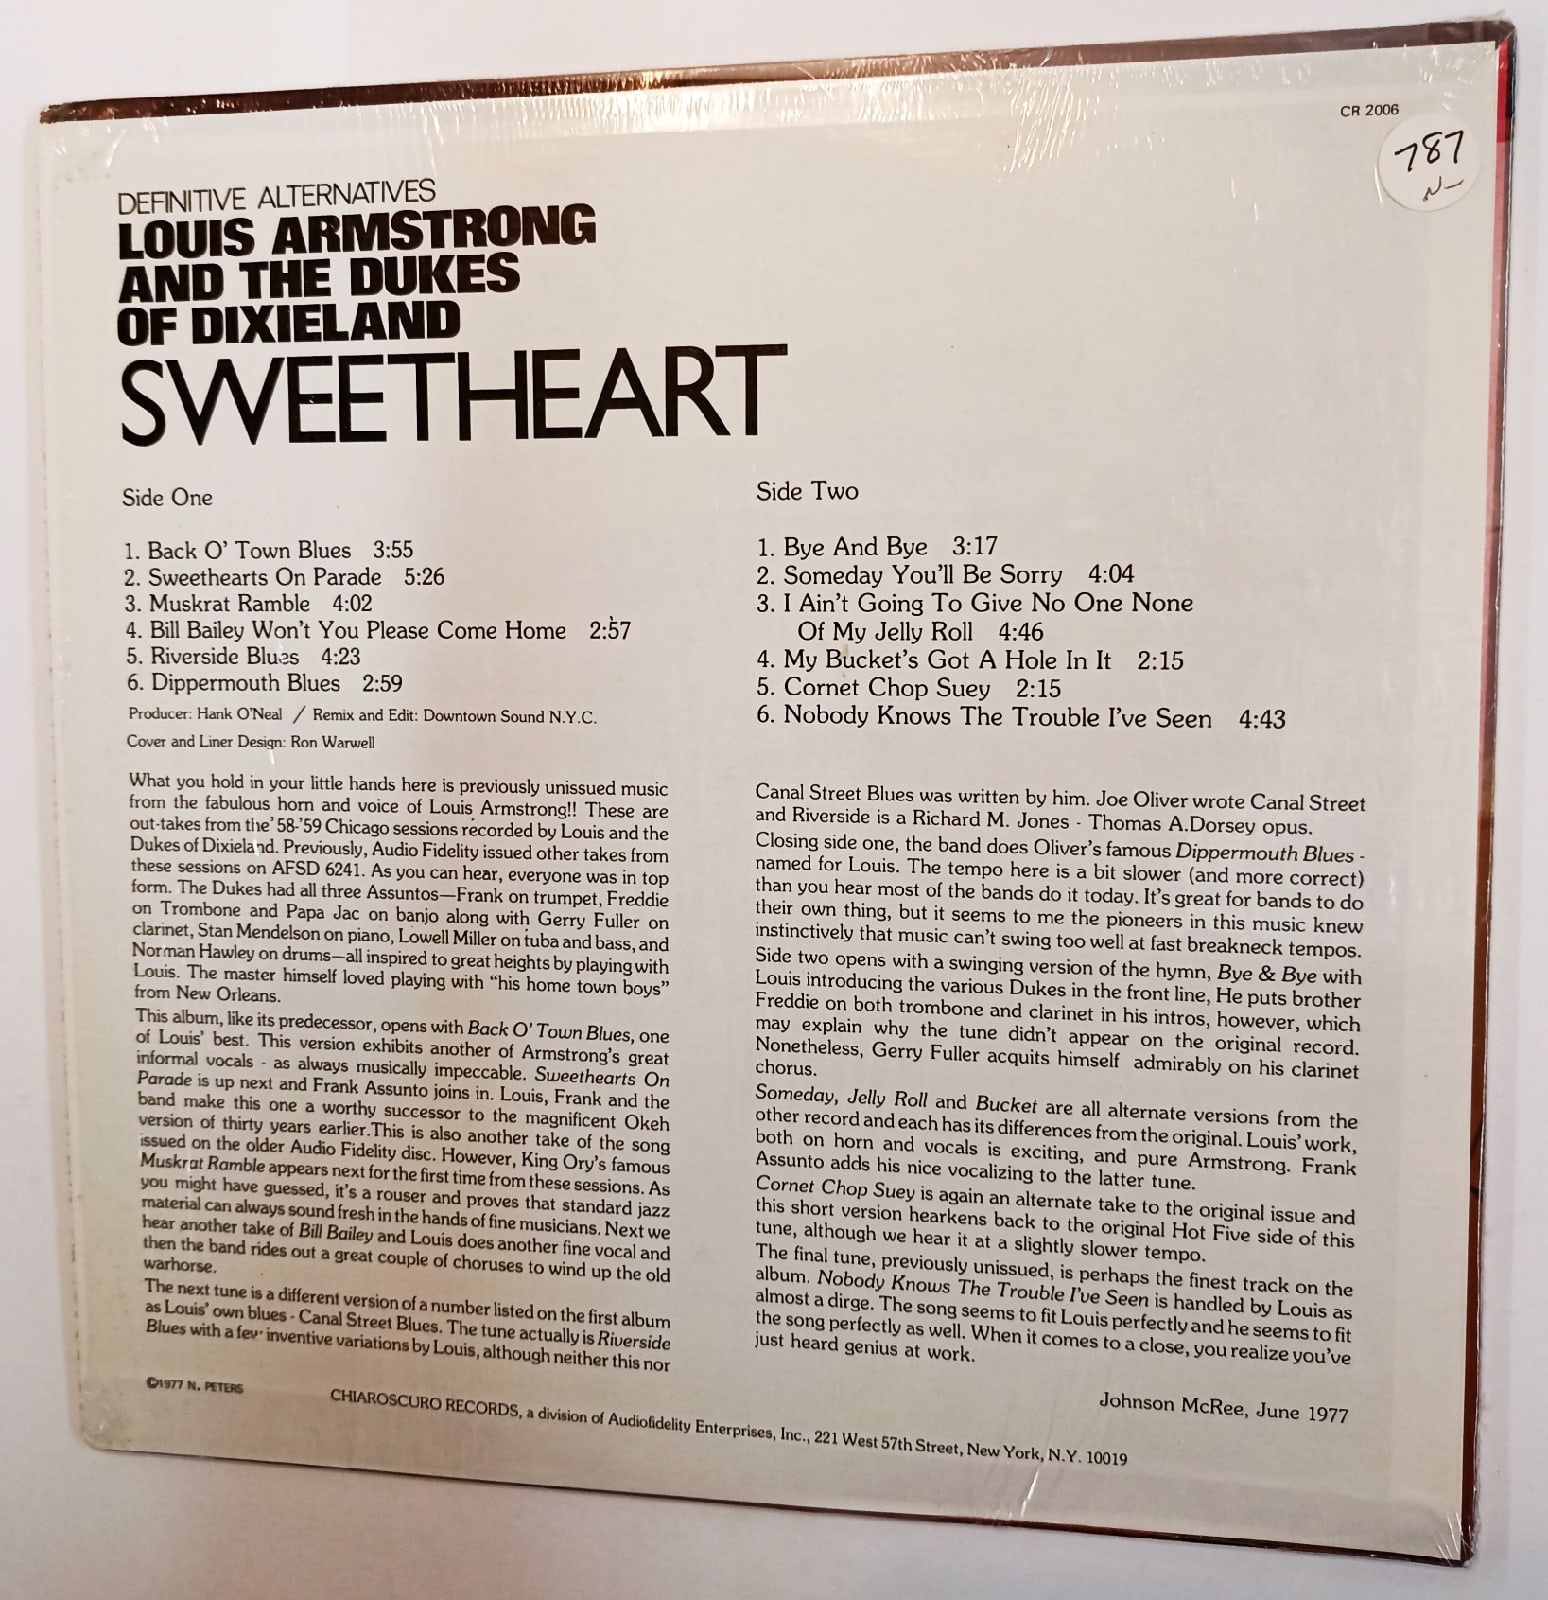 CR 2006
787
N-
DEFINITIVE ALTERNATIVES
LOUIS ARMSTRONG
AND THE DUKES
OF DIXIELAND
SWEETHEART
Side One
1. Back O' Town Blues 3:55
2. Sweethearts On Parade 5:26
3. Muskrat Ramble 4:02
4. Bill Bailey Won't You Please Come Home 2:57
5. Riverside Blues 4:23
6. Dippermouth Blues 2:59
Producer: Hank O'Neal / Remix and Edit: Downtown Sound N.Y.C.
Cover and Liner Design: Ron Warwell
Side Two
1. Bye And Bye 3:17
2. Someday You'll Be Sorry 4:04
3. I Ain't Going To Give No One None
Of My Jelly Roll 4:46
4. My Bucket's Got A Hole In It 2:15
5. Cornet Chop Suey 2:15
6. Nobody Knows The Trouble I've Seen 4:43
What you hold in your little hands here is previously unissued music
from the fabulous horn and voice of Louis Armstrong!! These are
out-takes from the '58-'59 Chicago sessions recorded by Louis and the
Dukes of Dixieland. Previously, Audio Fidelity issued other takes from
these sessions on AFSD 6241. As you can hear, everyone was in top
form. The Dukes had all three Assuntos—Frank on trumpet, Freddie
on Trombone and Papa Jac on banjo along with Gerry Fuller on
clarinet, Stan Mendelson on piano, Lowell Miller on tuba and bass, and
Norman Hawley on drums—all inspired to great heights by playing with
Louis. The master himself loved playing with "his home town boys"
from New Orleans.
This album, like its predecessor, opens with Back O' Town Blues, one
of Louis' best. This version exhibits another of Armstrong's great
informal vocals - as always musically impeccable. Sweethearts On
Parade is up next and Frank Assunto joins in. Louis, Frank and the
band make this one a worthy successor to the magnificent Okeh
version of thirty years earlier.This is also another take of the song
issued on the older Audio Fidelity disc. However, King Ory's famous
Muskrat Ramble appears next for the first time from these sessions. As
you might have guessed, it's a rouser and proves that standard jazz
material can always sound fresh in the hands of fine musicians. Next we
hear another take of Bill Bailey and Louis does another fine vocal and
then the band rides out a great couple of choruses to wind up the old
warhorse.
The next tune is a different version of a number listed on the first album
as Louis' own blues - Canal Street Blues. The tune actually is Riverside
Blues with a few inventive variations by Louis, although neither this nor
Canal Street Blues was written by him. Joe Oliver wrote Canal Street
and Riverside is a Richard M. Jones - Thomas A.Dorsey opus.
Closing side one, the band does Oliver's famous Dippermouth Blues -
named for Louis. The tempo here is a bit slower (and more correct)
than you hear most of the bands do it today. It's great for bands to do
their own thing, but it seems to me the pioneers in this music knew
instinctively that music can't swing too well at fast breakneck tempos.
Side two opens with a swinging version of the hymn, Bye & Bye with
Louis introducing the various Dukes in the front line, He puts brother
Freddie on both trombone and clarinet in his intros, however, which
may explain why the tune didn't appear on the original record.
Nonetheless, Gerry Fuller acquits himself admirably on his clarinet
chorus.
Someday, Jelly Roll and Bucket are all alternate versions from the
other record and each has its differences from the original. Louis' work,
both on horn and vocals is exciting, and pure Armstrong. Frank
Assunto adds his nice vocalizing to the latter tune.
Cornet Chop Suey is again an alternate take to the original issue and
this short version hearkens back to the original Hot Five side of this
tune, although we hear it at a slightly slower tempo.
The final tune, previously unissued, is perhaps the finest track on the
album. Nobody Knows The Trouble I've Seen is handled by Louis as
almost a dirge. The song seems to fit Louis perfectly and he seems to fit
the song perfectly as well. When it comes to a close, you realize you've
just heard genius at work.
Johnson McRee, June 1977
©1977 N. PETERS
CHIAROSCURO RECORDS, a division of Audiofidelity Enterprises, Inc., 221 West 57th Street, New York, N.Y. 10019